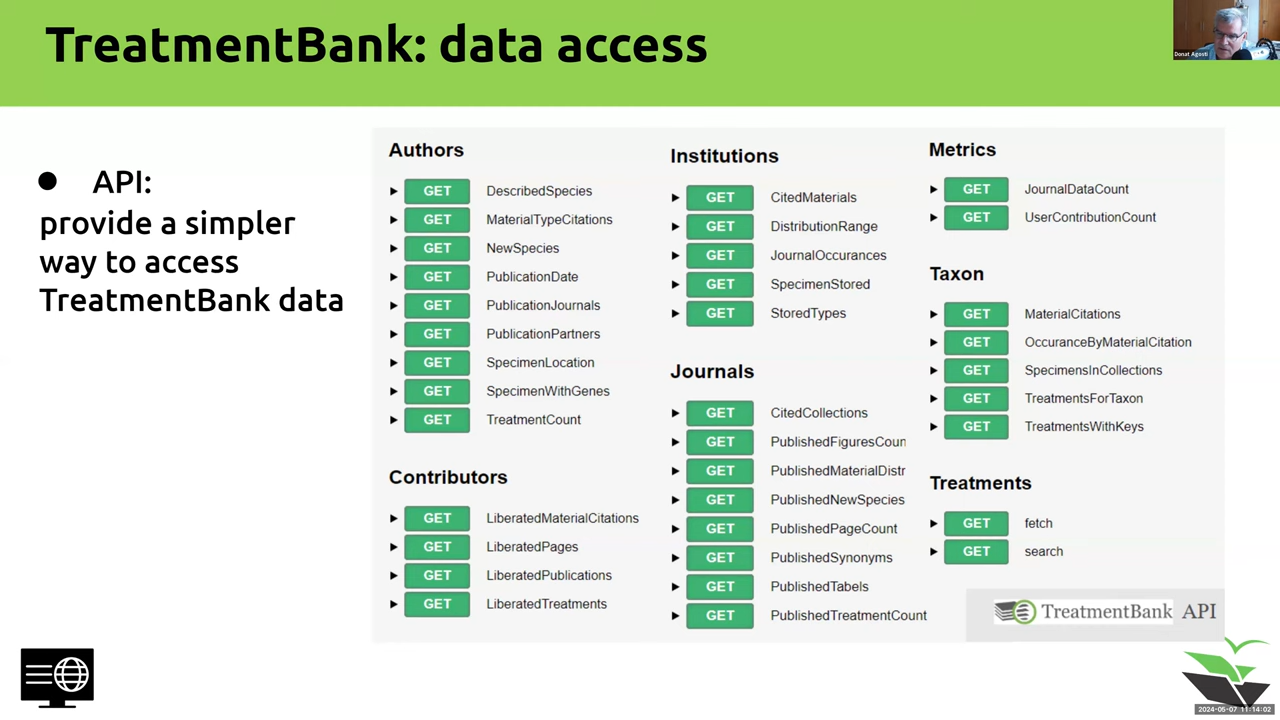 TreatmentBank: data access
Donat Agosti
● API:
provide a simpler
way to access
TreatmentBank data
Authors
GET DescribedSpecies
GET MaterialTypeCitations
GET NewSpecies
GET PublicationDate
GET PublicationJournals
GET PublicationPartners
GET SpecimenLocation
GET SpecimenWithGenes
GET TreatmentCount
Contributors
GET LiberatedMaterialCitations
GET LiberatedPages
GET LiberatedPublications
GET LiberatedTreatments
Institutions
GET CitedMaterials
GET DistributionRange
GET JournalOccurances
GET SpecimenStored
GET StoredTypes
Journals
GET CitedCollections
GET PublishedFiguresCoun
GET PublishedMaterialDistr
GET PublishedNewSpecies
GET PublishedPageCount
GET PublishedSynonyms
GET PublishedTabels
GET PublishedTreatmentCount
Metrics
GET JournalDataCount
GET UserContributionCount
Taxon
GET MaterialCitations
GET OccuranceByMaterialCitation
GET SpecimensInCollections
GET TreatmentsForTaxon
GET TreatmentsWithKeys
Treatments
GET fetch
GET search
TreatmentBank API
2024-05-07 11:14:02